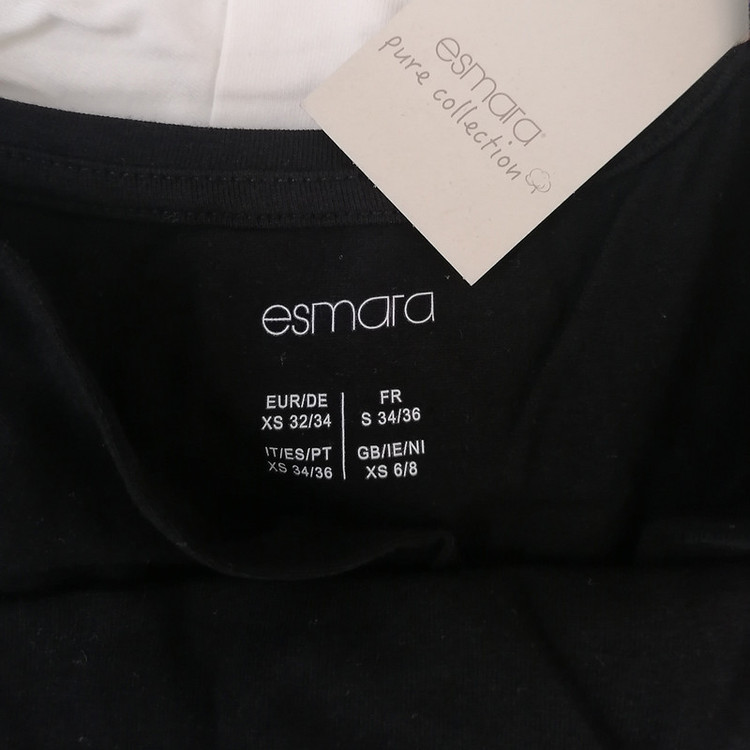 esmara®
pure collection
esmara
EUR/DE
XS 32/34
FR
S 34/36
IT/ES/PT
XS 34/36
GB/IE/NI
XS 6/8